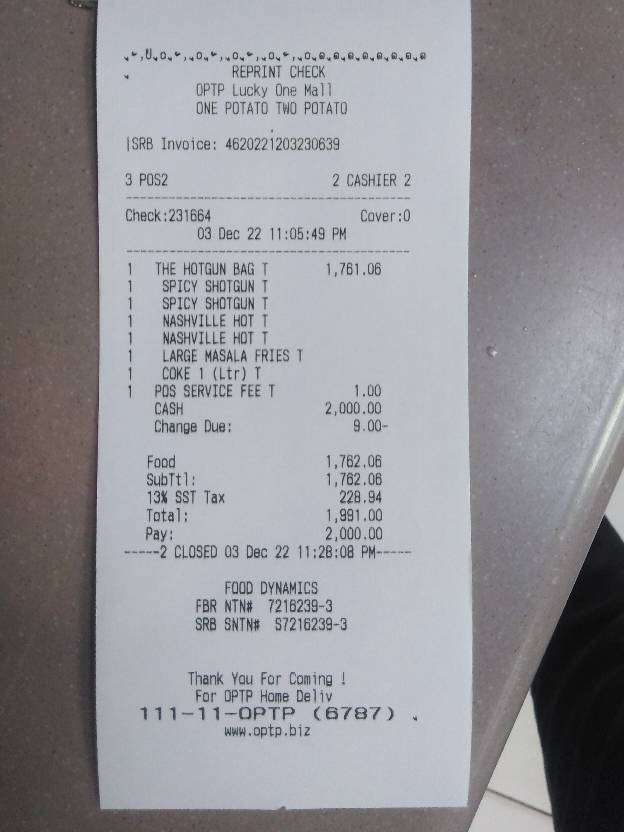 REPRINT CHECK
OPTP Lucky One Mall
ONE POTATO TWO POTATO
SRB Invoice: 4620221203230639
3 POS2 2 CASHIER 2
Check:231664 Cover:0
03 Dec 22 11:05:49 PM
1 THE HOTGUN BAG T 1,761.06
1 SPICY SHOTGUN T
1 SPICY SHOTGUN T
1 NASHVILLE HOT T
1 NASHVILLE HOT T
1 LARGE MASALA FRIES T
1 COKE 1 (Ltr) T
1 POS SERVICE FEE T 1.00
CASH 2,000.00
Change Due: 9.00-
Food 1,762.06
SubTtl: 1,762.06
13% SST Tax 228.94
Total: 1,991.00
Pay: 2,000.00
-----2 CLOSED 03 Dec 22 11:28:08 PM-----
FOOD DYNAMICS
FBR NTN# 7216239-3
SRB SNTN# S7216239-3
Thank You For Coming !
For OPTP Home Deliv
111-11-OPTP (6787)
www.optp.biz